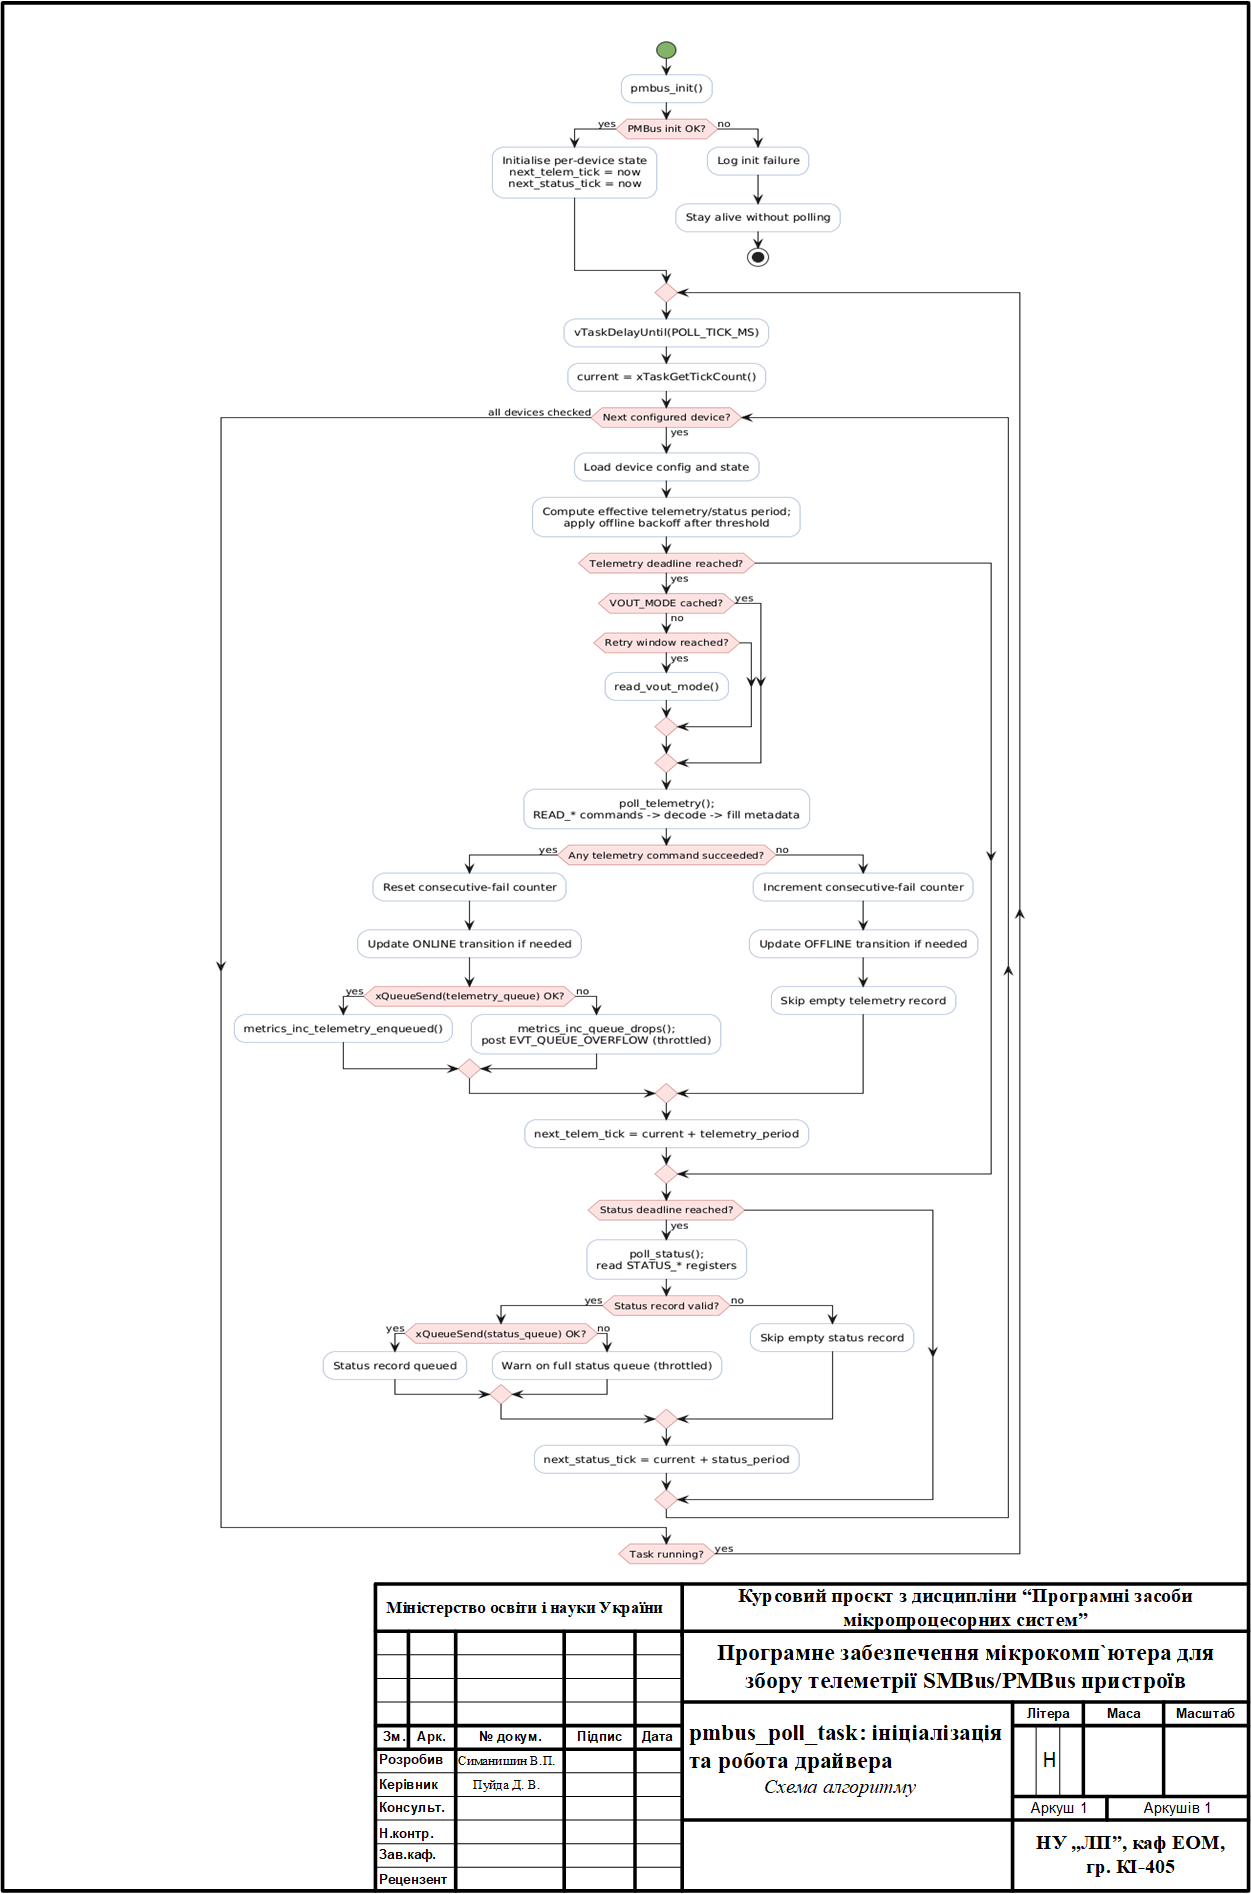 pmbus_init()
yes
PMBus init OK?
no
Initialise per-device state
next_telem_tick = now
next_status_tick = now
Log init failure
Stay alive without polling
vTaskDelayUntil(POLL_TICK_MS)
current = xTaskGetTickCount()
all devices checked
Next configured device?
yes
Load device config and state
Compute effective telemetry/status period;
apply offline backoff after threshold
Telemetry deadline reached?
yes
VOUT_MODE cached?
yes
no
Retry window reached?
yes
read_vout_mode()
poll_telemetry();
READ_* commands -> decode -> fill metadata
yes
Any telemetry command succeeded?
no
Reset consecutive-fail counter
Increment consecutive-fail counter
Update ONLINE transition if needed
Update OFFLINE transition if needed
yes
xQueueSend(telemetry_queue) OK?
no
Skip empty telemetry record
metrics_inc_telemetry_enqueued()
metrics_inc_queue_drops();
post EVT_QUEUE_OVERFLOW (throttled)
next_telem_tick = current + telemetry_period
Status deadline reached?
yes
poll_status();
read STATUS_* registers
yes
Status record valid?
no
yes
xQueueSend(status_queue) OK?
no
Skip empty status record
Status record queued
Warn on full status queue (throttled)
next_status_tick = current + status_period
Task running?
yes
Міністерство освіти і науки України
Курсовий проєкт з дисципліни “Програмні засоби
мікропроцесорних систем”
Програмне забезпечення мікрокомп`ютера для
збору телеметрії SMBus/PMBus пристроїв
Зм. Арк. № докум. Підпис Дата
Розробив Симанишин В.П.
Керівник Пуйда Д. В.
Консульт.
Н.контр.
Зав.каф.
Рецензент
pmbus_poll_task: ініціалізація
та робота драйвера
Схема алгоритму
Літера Маса Масштаб
Н
Аркуш 1 Аркушів 1
НУ „ЛП”, каф ЕОМ,
гр. КІ-405